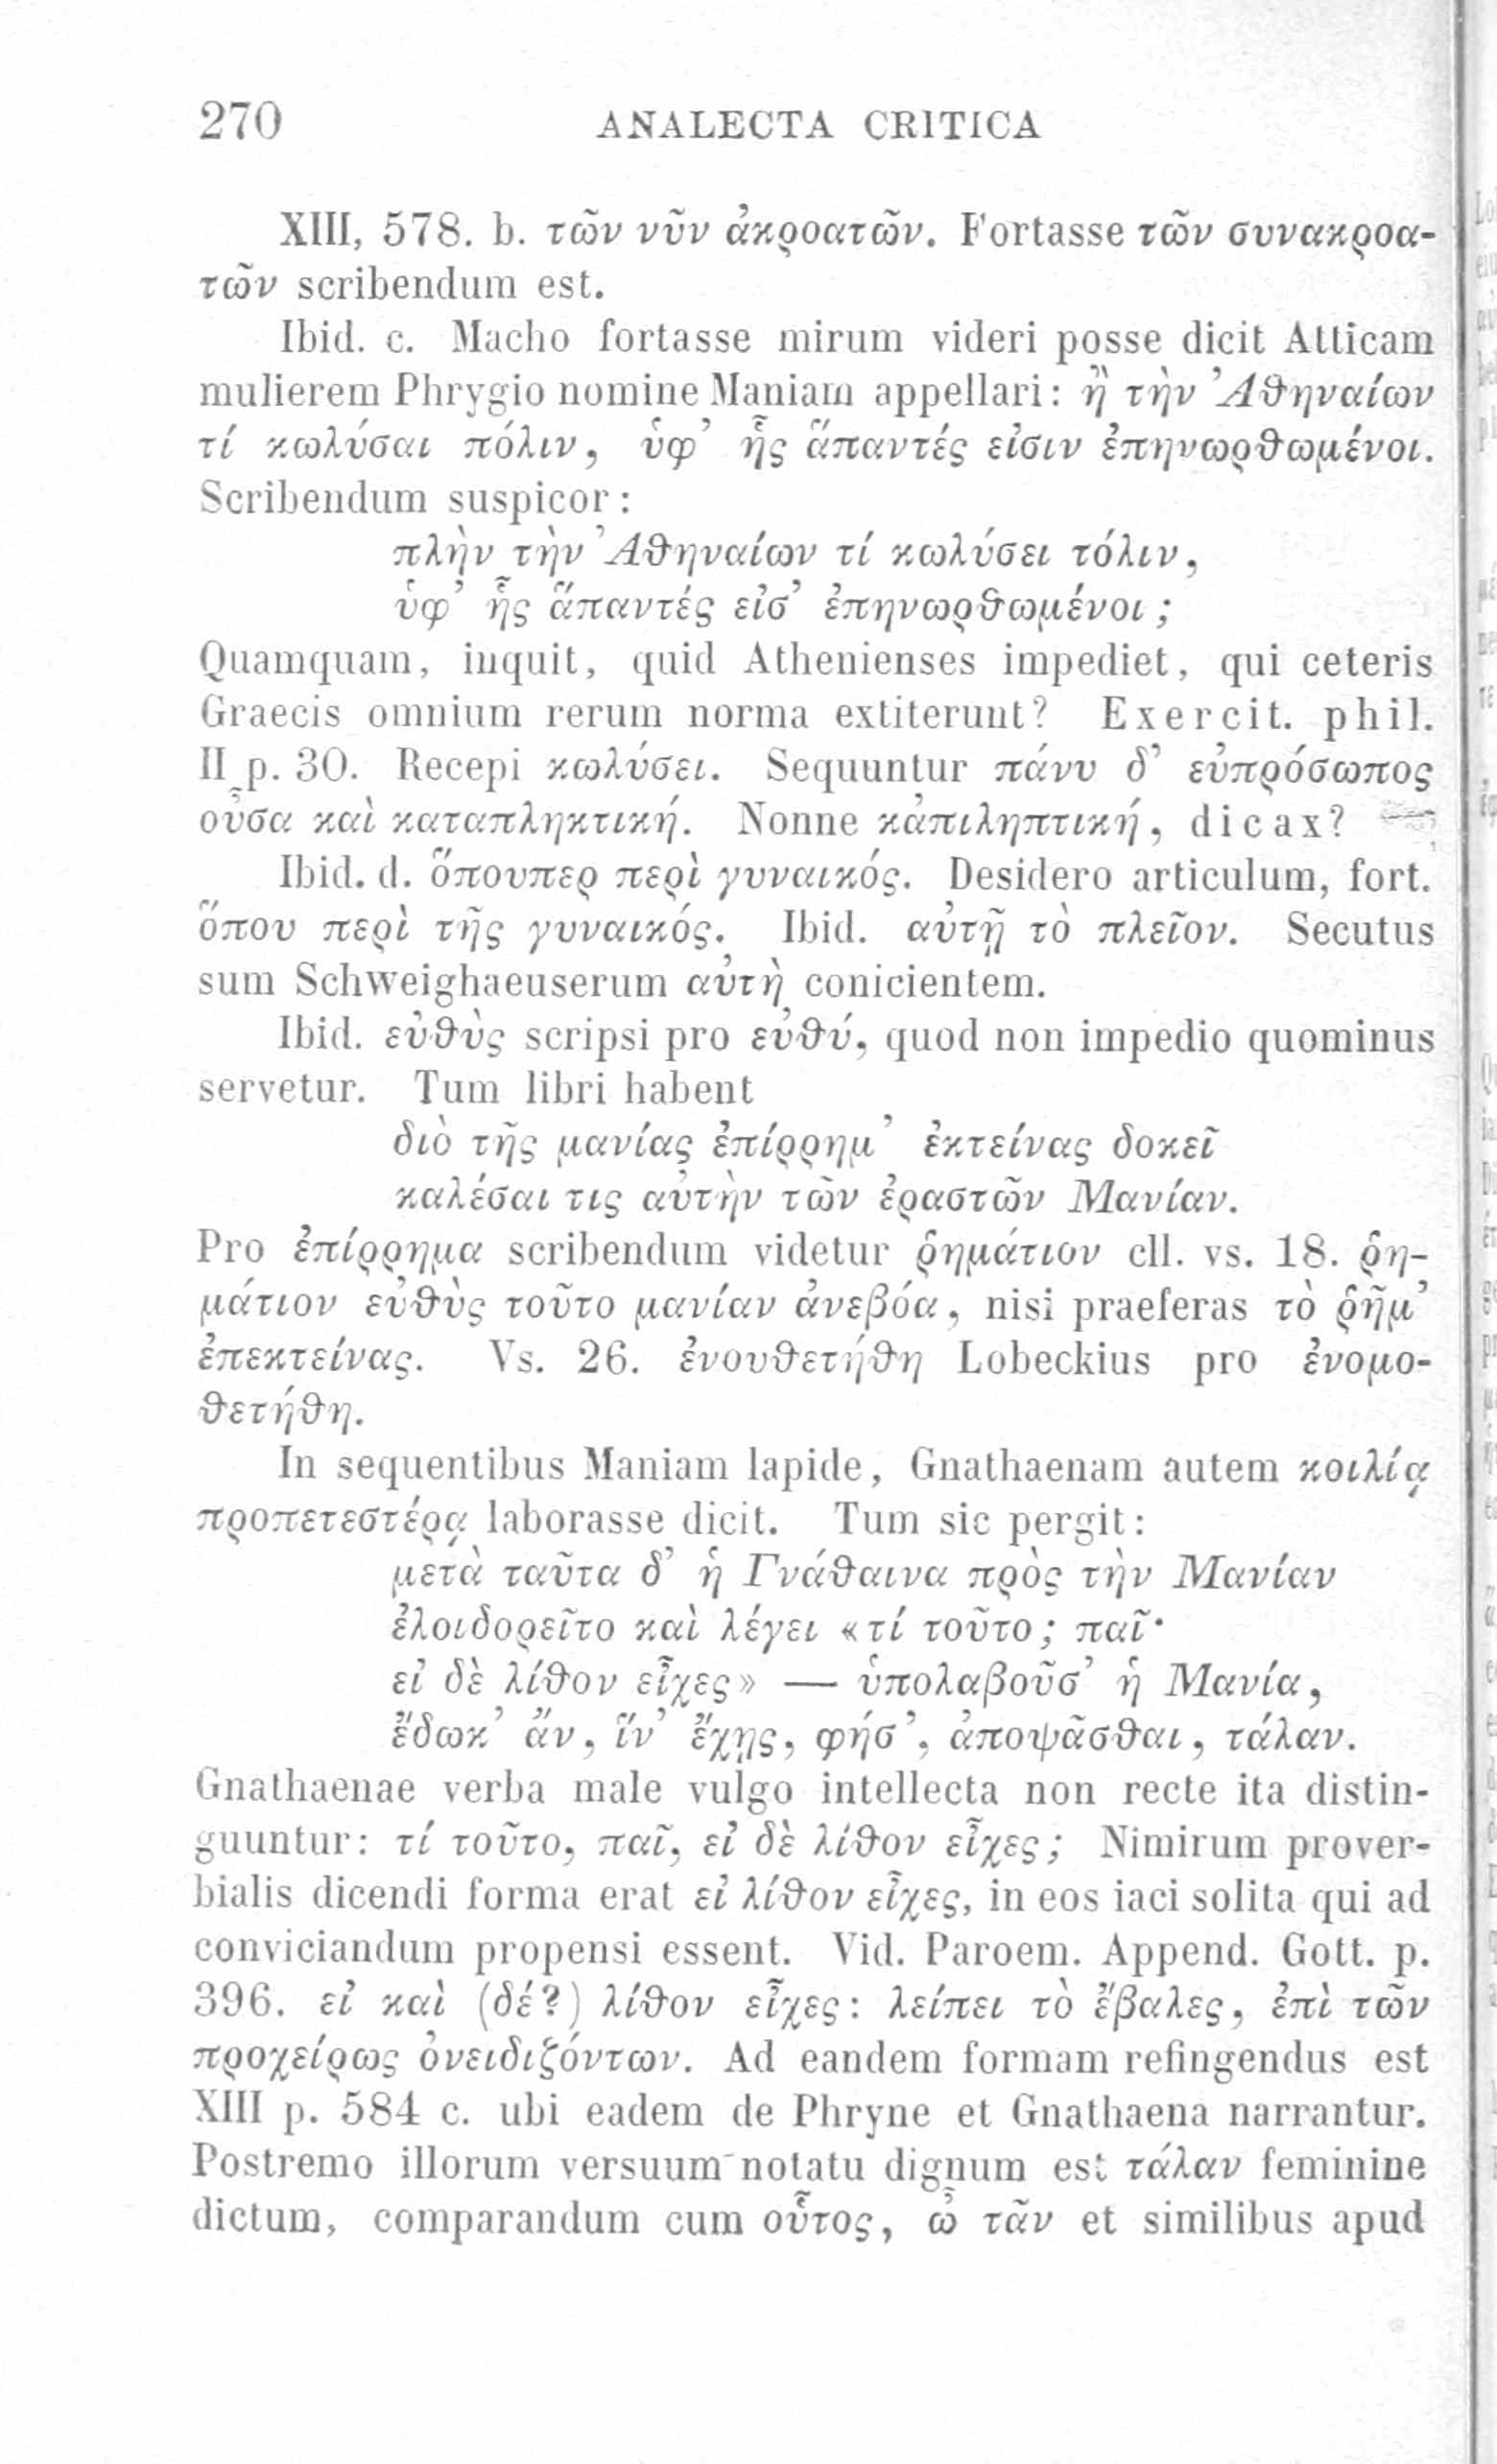 270 ANALECTA CRITICA
XIII, 578. b. τῶν νῦν ἀκροατῶν. Fortasse τῶν συνακροα-
τῶν scribendum est.
Ibid. c. Macho fortasse mirum videri posse dicit Atticam
mulierem Phrygio nomine Maniam appellari: ἢ τὴν Ἀθηναίων
τί κωλύσαι πόλιν, ὑφ’ ἧς ἅπαντές εἰσιν ἐπηνωρθωμένοι.
Scribendum suspicor:
πλὴν τὴν Ἀθηναίων τί κωλύσει τόλιν,
ὑφ’ ἧς ἅπαντές εἰσ’ ἐπηνωρθωμένοι;
Quamquam, inquit, quid Athenienses impediet, qui ceteris
Graecis omnium rerum norma extiterunt? Exercit. phil.
II p. 30. Recepi κωλύσει. Sequuntur πάνυ δ’ εὐπρόσωπος
οὖσα καὶ καταπληκτική. Nonne κἀπιληπτική, dicax?
Ibid. d. ὅπουπερ περὶ γυναικός. Desidero articulum, fort.
ὅπου περὶ τῆς γυναικός. Ibid. αὐτῇ τὸ πλεῖον. Secutus
sum Schweighaeuserum αὐτὴ conicientem.
Ibid. εὐθὺς scripsi pro εὐθύ, quod non impedio quominus
servetur. Tum libri habent
διὸ τῆς μανίας ἐπίρρημ’ ἐκτείνας δοκεῖ
καλέσαι τις αὐτὴν τῶν ἐραστῶν Μανίαν.
Pro ἐπίρρημα scribendum videtur ῥημάτιον cll. vs. 18. ῥη-
μάτιον εὐθὺς τοῦτο μανίαν ἀνεβόα, nisi praeferas τὸ ῥῆμ’
ἐπεκτείνας. Vs. 26. ἐνουθετήθη Lobeckius pro ἐνομο-
θετήθη.
In sequentibus Maniam lapide, Gnathaenam autem κοιλίᾳ
προπετεστέρᾳ laborasse dicit. Tum sic pergit:
μετὰ ταῦτα δ’ ἡ Γνάθαινα πρὸς τὴν Μανίαν
ἐλοιδορεῖτο καὶ λέγει «τί τοῦτο; παῖ·
εἰ δὲ λίθον εἶχες» — ὑπολαβοῦσ’ ἡ Μανία,
ἔδωκ’ ἄν, ἵν’ ἔχῃς, φήσ’, ἀποψᾶσθαι, τάλαν.
Gnathaenae verba male vulgo intellecta non recte ita distin-
guuntur: τί τοῦτο, παῖ, εἰ δὲ λίθον εἶχες; Nimirum prover-
bialis dicendi forma erat εἰ λίθον εἶχες, in eos iaci solita qui ad
conviciandum propensi essent. Vid. Paroem. Append. Gott. p.
396. εἰ καὶ (δέ?) λίθον εἶχες: λείπει τὸ ἔβαλες, ἐπὶ τῶν
προχείρως ὀνειδιζόντων. Ad eandem formam refingendus est
XIII p. 584 c. ubi eadem de Phryne et Gnathaena narrantur.
Postremo illorum versuum notatu dignum est τάλαν feminine
dictum, comparandum cum οὗτος, ὦ τᾶν et similibus apud